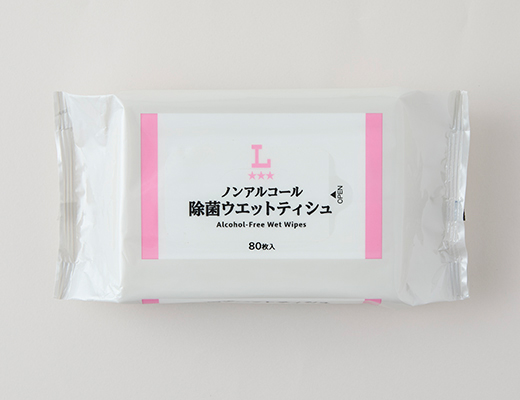 L
★★★
ノンアルコール
除菌ウエットティシュ
Alcohol-Free Wet Wipes
80枚入
◀OPEN